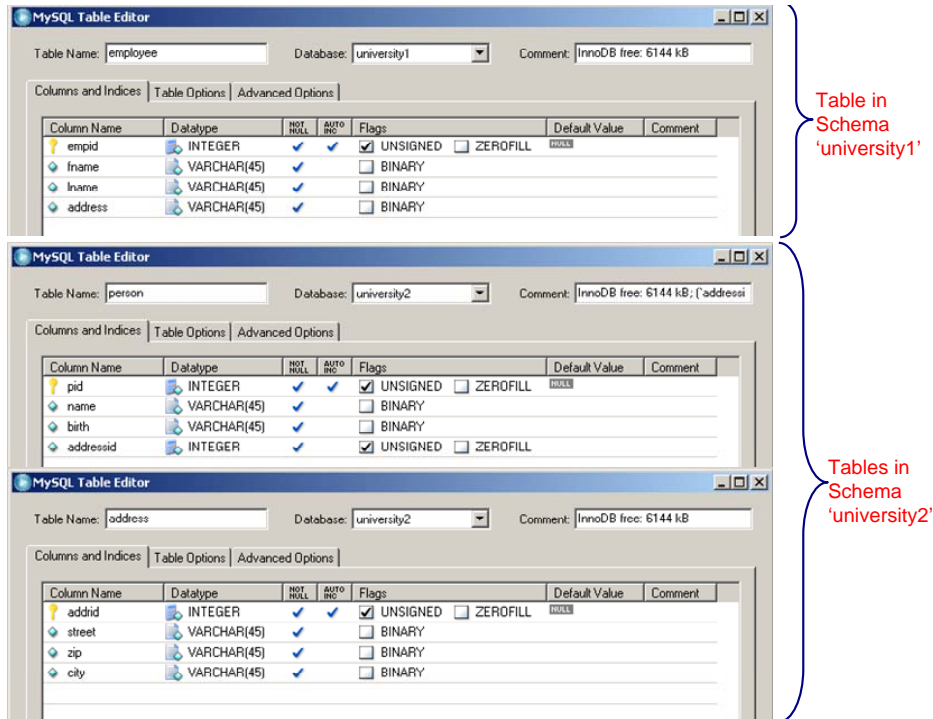 MySQL Table Editor
Table Name: employee Database: university1 Comment: InnoDB free: 6144 kB
Columns and Indices Table Options Advanced Options
Column Name Datatype NOT NULL AUTO INC Flags Default Value Comment
empid INTEGER UNSIGNED ZEROFILL NULL
fname VARCHAR(45) BINARY
lname VARCHAR(45) BINARY
address VARCHAR(45) BINARY
Table in
Schema
‘university1’
MySQL Table Editor
Table Name: person Database: university2 Comment: InnoDB free: 6144 kB; (`addressi
Columns and Indices Table Options Advanced Options
Column Name Datatype NOT NULL AUTO INC Flags Default Value Comment
pid INTEGER UNSIGNED ZEROFILL NULL
name VARCHAR(45) BINARY
birth VARCHAR(45) BINARY
addressid INTEGER UNSIGNED ZEROFILL
MySQL Table Editor
Table Name: address Database: university2 Comment: InnoDB free: 6144 kB
Columns and Indices Table Options Advanced Options
Column Name Datatype NOT NULL AUTO INC Flags Default Value Comment
addrid INTEGER UNSIGNED ZEROFILL NULL
street VARCHAR(45) BINARY
zip VARCHAR(45) BINARY
city VARCHAR(45) BINARY
Tables in
Schema
‘university2’